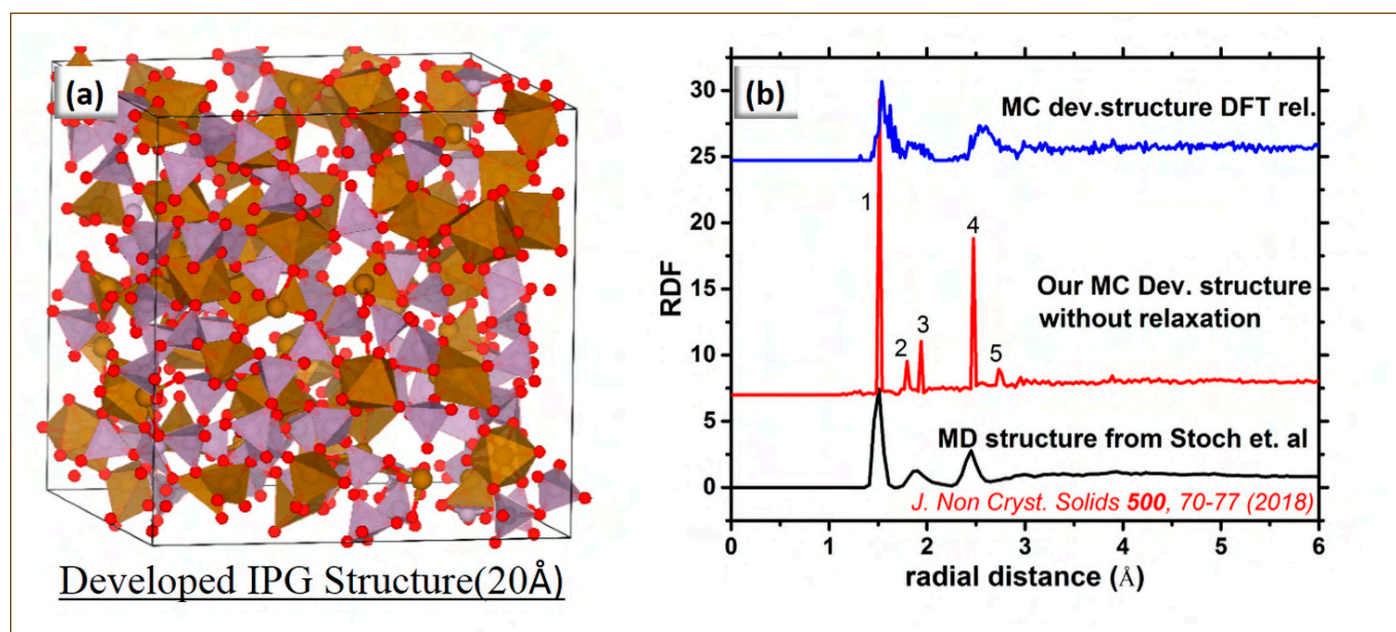 (a)
Developed IPG Structure(20Å)
(b)
MC dev.structure DFT rel.
Our MC Dev. structure
without relaxation
MD structure from Stoch et. al
J. Non Cryst. Solids 500, 70-77 (2018)
1
2
3
4
5
RDF
30
25
20
15
10
5
0
0
1
2
3
4
5
6
radial distance (Å)